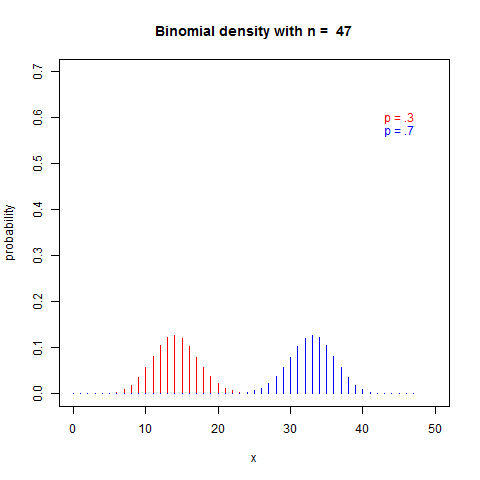 Binomial density with n =  47
0.7
0.6
0.5
0.4
0.3
0.2
0.1
0.0
probability
p = .3
p = .7
0 10 20 30 40 50
x